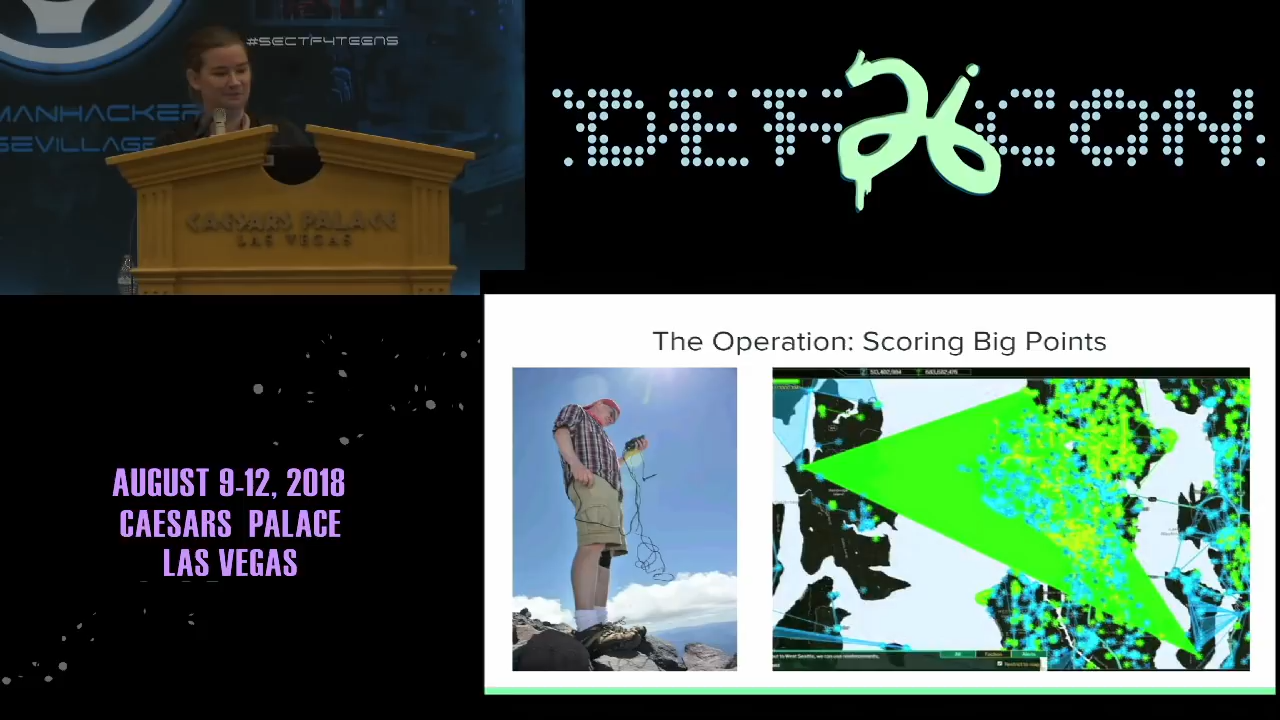 #SECTF4TEENS
MANHACKER
SEVILLAGE
CAESARS PALACE
LAS VEGAS
DEF 26 CON
AUGUST 9-12, 2018
CAESARS PALACE
LAS VEGAS
The Operation: Scoring Big Points